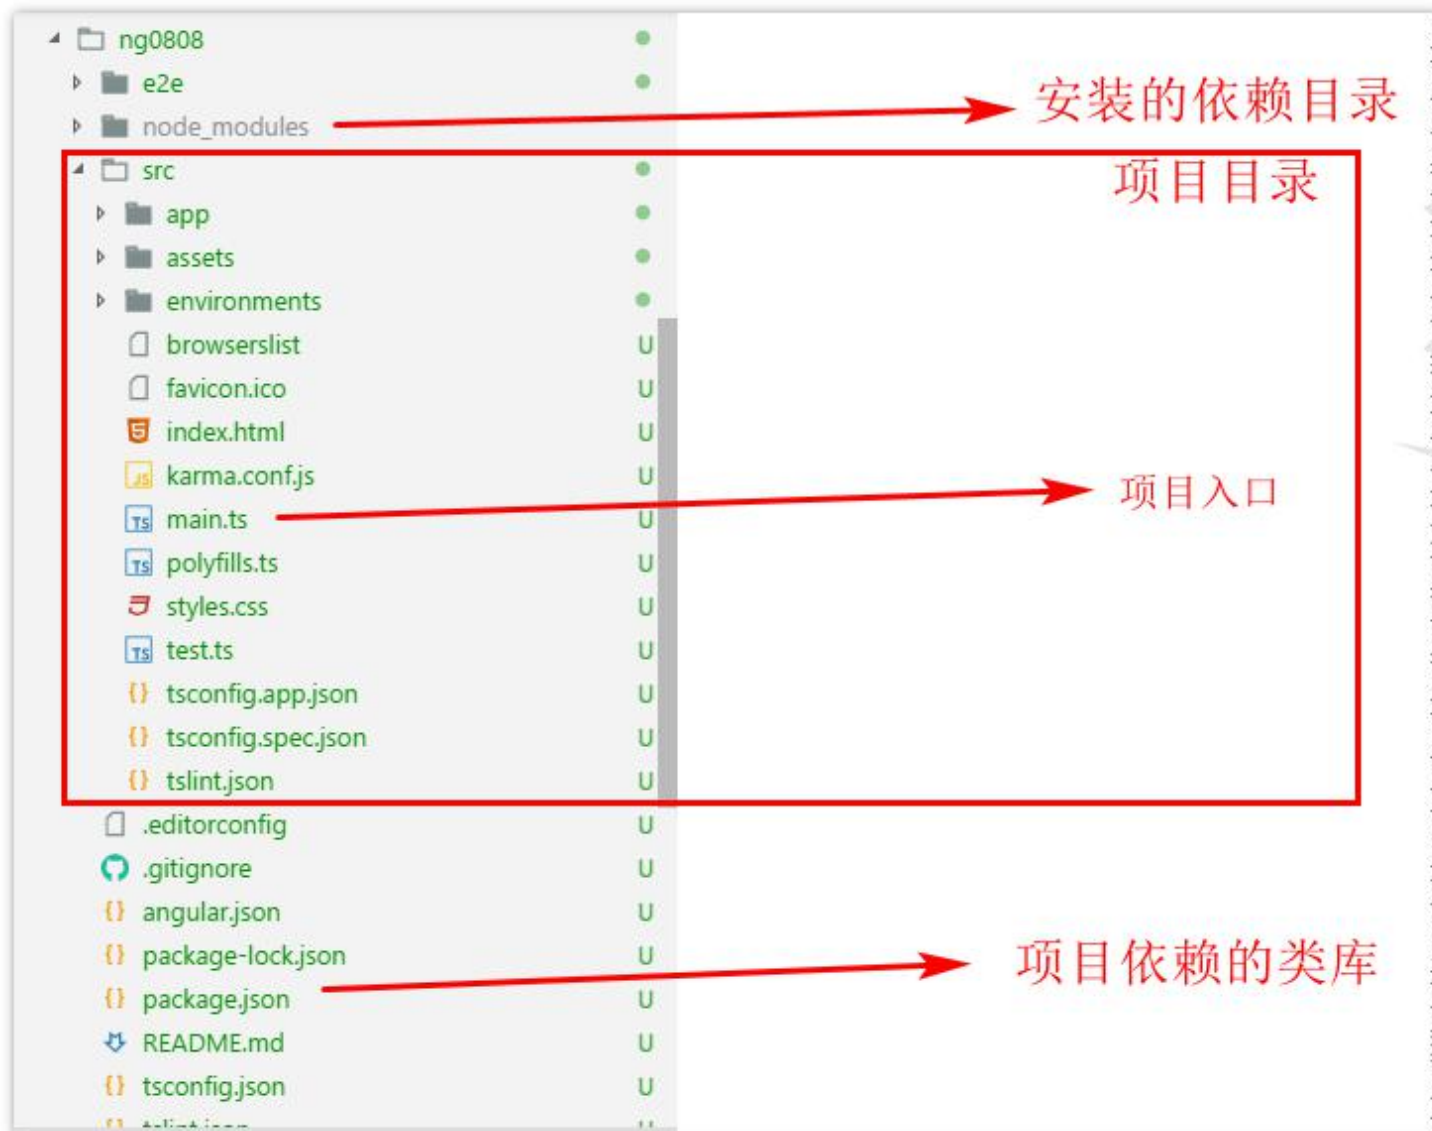 ng0808
e2e
node_modules
安装的依赖目录
src
项目目录
app
assets
environments
browserslist U
favicon.ico U
index.html U
karma.conf.js U
main.ts U
项目入口
polyfills.ts U
styles.css U
test.ts U
tsconfig.app.json U
tsconfig.spec.json U
tslint.json U
.editorconfig U
.gitignore U
angular.json U
package-lock.json U
项目依赖的类库
package.json U
README.md U
tsconfig.json U